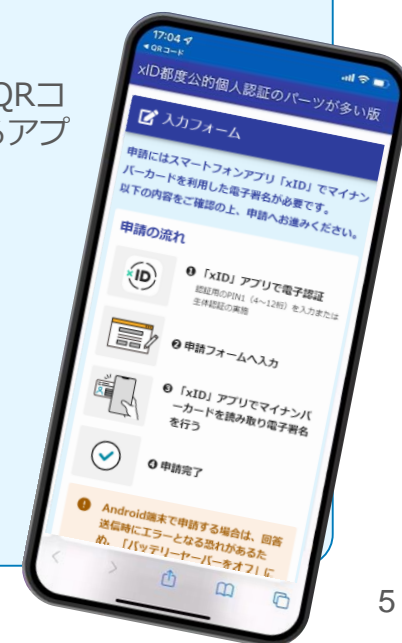 QRコ
るアプ
17:04
◀ QRコード
xID都度公的個人認証のパーツが多い版
入力フォーム
申請にはスマートフォンアプリ「xID」でマイナン
バーカードを利用した電子署名が必要です。
以下の内容をご確認の上、申請へお進みください。
申請の流れ
xID
❶ 「xID」アプリで電子認証
認証用のPIN1（4～12桁）を入力または
生体認証の実施
❷ 申請フォームへ入力
❸ 「xID」アプリでマイナンバ
ーカードを読み取り電子署名
を行う
❹ 申請完了
Android端末で申請する場合は、回答
送信時にエラーとなる恐れがあるた
め、「バッテリーセーバーをオフ」に
5